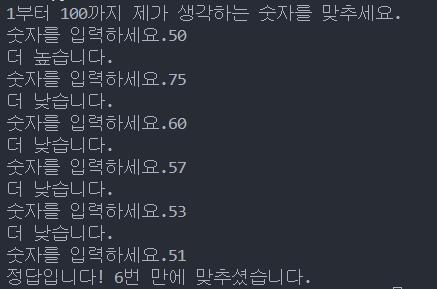 1부터 100까지 제가 생각하는 숫자를 맞추세요.
숫자를 입력하세요.50
더 높습니다.
숫자를 입력하세요.75
더 낮습니다.
숫자를 입력하세요.60
더 낮습니다.
숫자를 입력하세요.57
더 낮습니다.
숫자를 입력하세요.53
더 낮습니다.
숫자를 입력하세요.51
정답입니다! 6번 만에 맞추셨습니다.